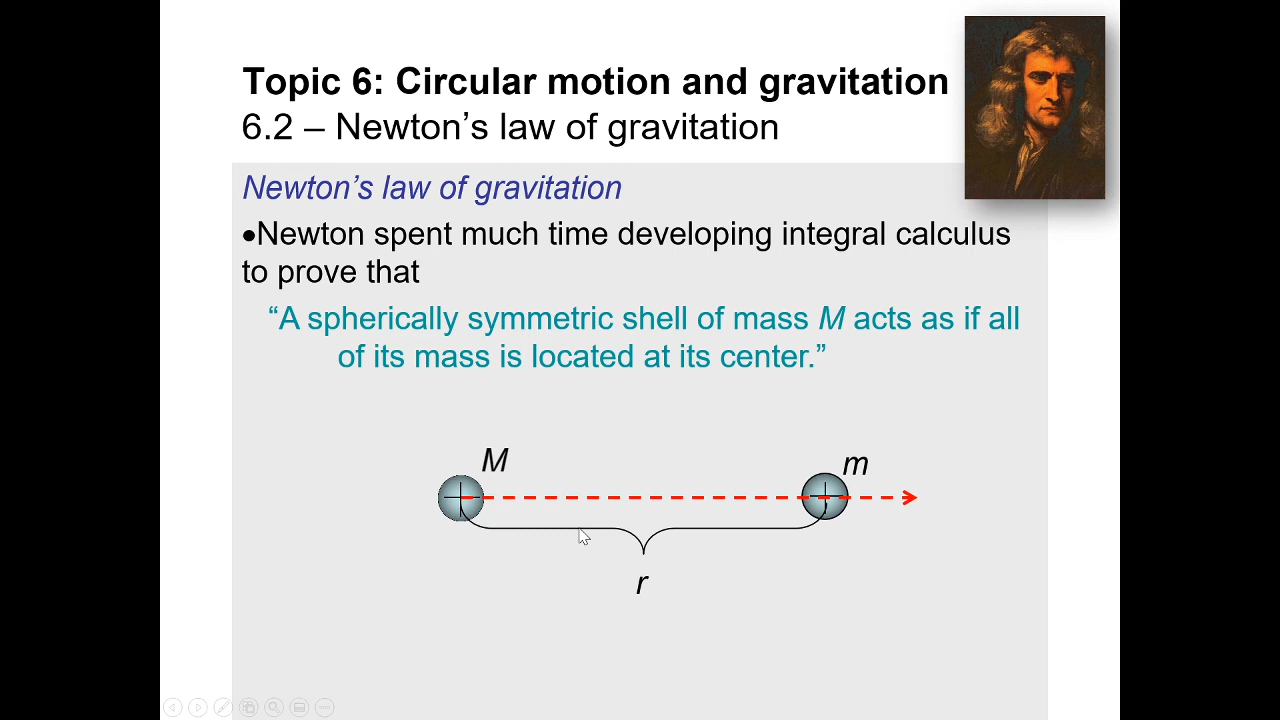 Topic 6: Circular motion and gravitation
6.2 – Newton’s law of gravitation
Newton’s law of gravitation
•Newton spent much time developing integral calculus
to prove that
“A spherically symmetric shell of mass M acts as if all
of its mass is located at its center.”
M
m
r